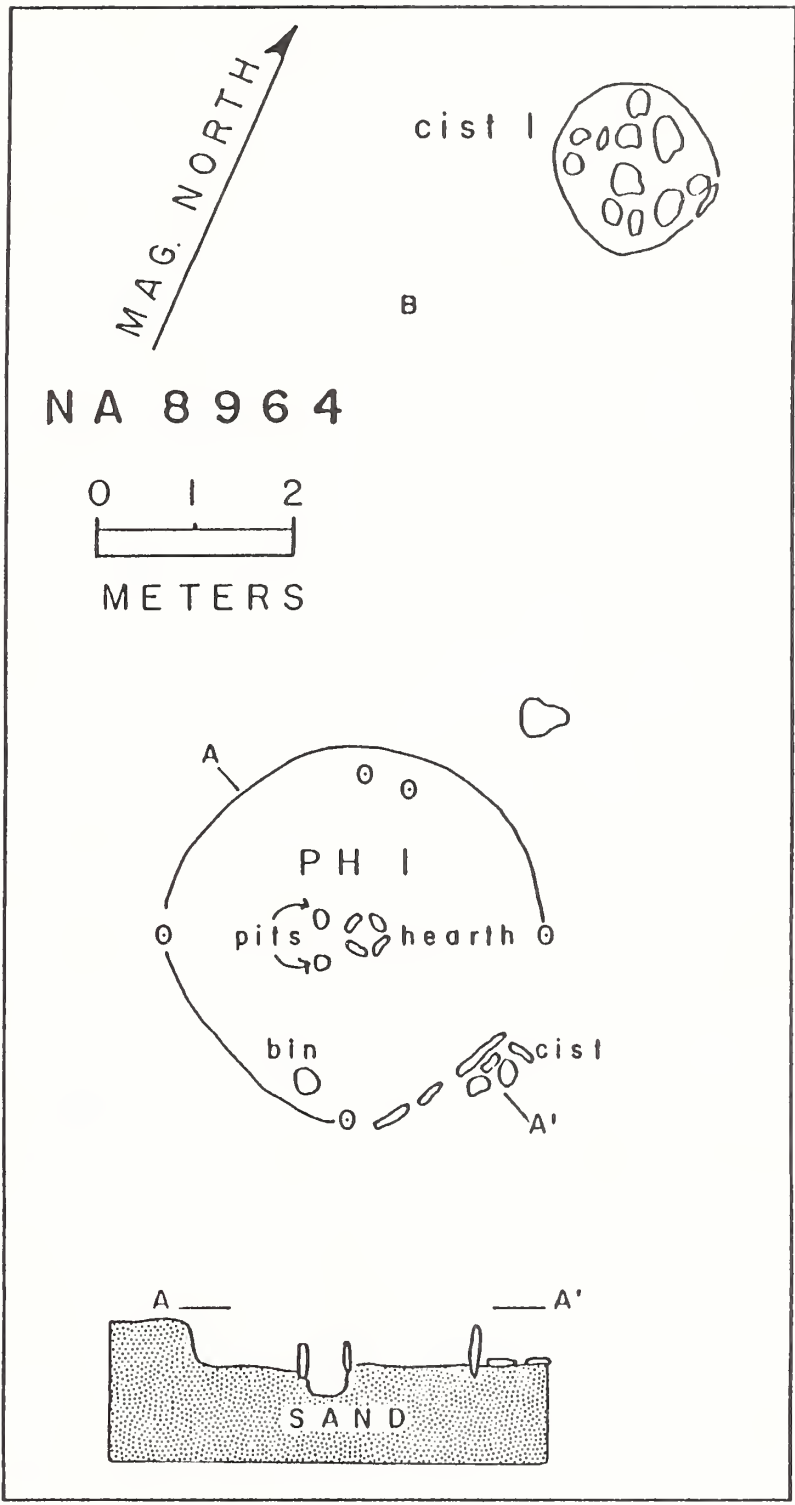 MAG. NORTH
cist 1
B
NA 8964
0 1 2
METERS
A
PH 1
pits hearth
bin
cist
A'
A A'
SAND